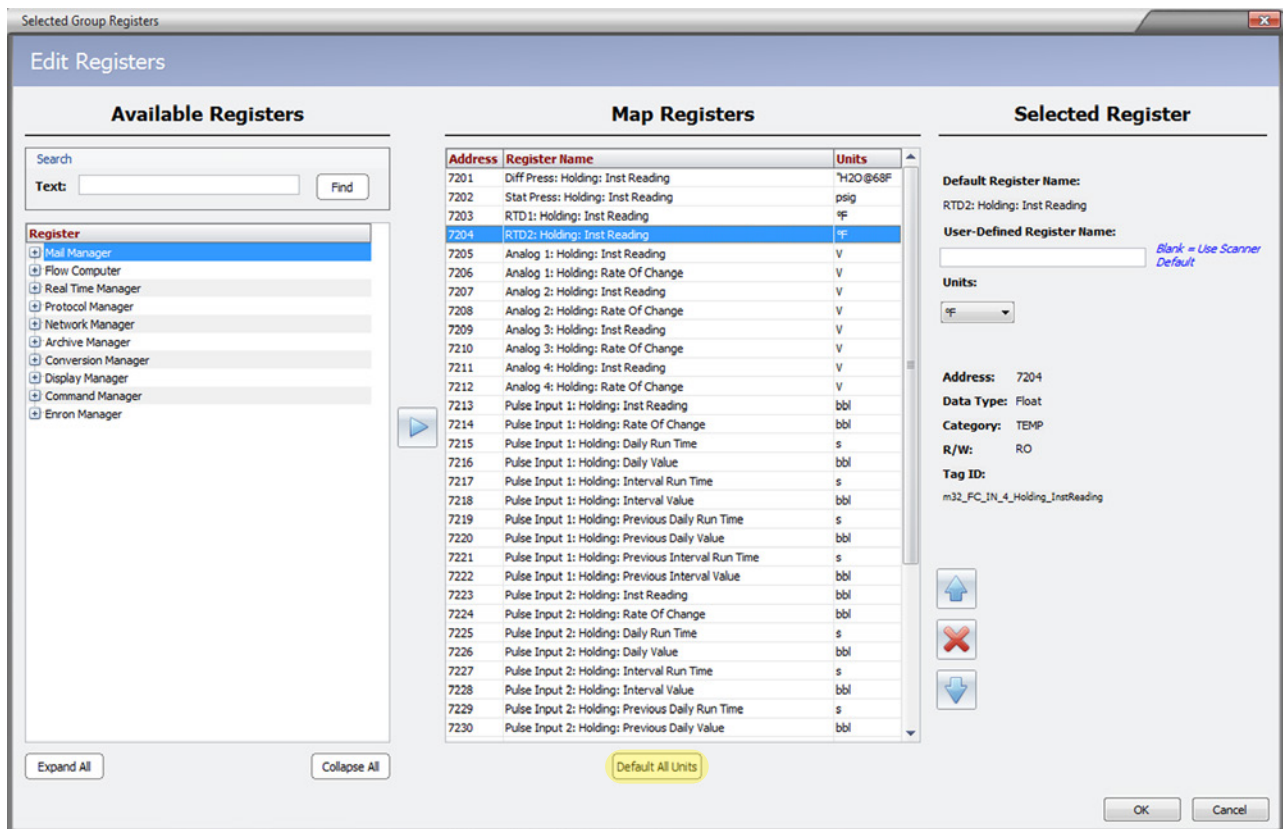 Selected Group Registers
Edit Registers
Available Registers
Search
Text:
Find
Register
Mail Manager
Flow Computer
Real Time Manager
Protocol Manager
Network Manager
Archive Manager
Conversion Manager
Display Manager
Command Manager
Enron Manager
Expand All
Collapse All
Map Registers
Address Register Name Units
7201 Diff Press: Holding: Inst Reading "H2O@68F
7202 Stat Press: Holding: Inst Reading psig
7203 RTD1: Holding: Inst Reading °F
7204 RTD2: Holding: Inst Reading °F
7205 Analog 1: Holding: Inst Reading V
7206 Analog 1: Holding: Rate Of Change V
7207 Analog 2: Holding: Inst Reading V
7208 Analog 2: Holding: Rate Of Change V
7209 Analog 3: Holding: Inst Reading V
7210 Analog 3: Holding: Rate Of Change V
7211 Analog 4: Holding: Inst Reading V
7212 Analog 4: Holding: Rate Of Change V
7213 Pulse Input 1: Holding: Inst Reading bbl
7214 Pulse Input 1: Holding: Rate Of Change bbl
7215 Pulse Input 1: Holding: Daily Run Time s
7216 Pulse Input 1: Holding: Daily Value bbl
7217 Pulse Input 1: Holding: Interval Run Time s
7218 Pulse Input 1: Holding: Interval Value bbl
7219 Pulse Input 1: Holding: Previous Daily Run Time s
7220 Pulse Input 1: Holding: Previous Daily Value bbl
7221 Pulse Input 1: Holding: Previous Interval Run Time s
7222 Pulse Input 1: Holding: Previous Interval Value bbl
7223 Pulse Input 2: Holding: Inst Reading bbl
7224 Pulse Input 2: Holding: Rate Of Change bbl
7225 Pulse Input 2: Holding: Daily Run Time s
7226 Pulse Input 2: Holding: Daily Value bbl
7227 Pulse Input 2: Holding: Interval Run Time s
7228 Pulse Input 2: Holding: Interval Value bbl
7229 Pulse Input 2: Holding: Previous Daily Run Time s
7230 Pulse Input 2: Holding: Previous Daily Value bbl
Default All Units
Selected Register
Default Register Name:
RTD2: Holding: Inst Reading
User-Defined Register Name:
Blank = Use Scanner
Default
Units:
°F
Address: 7204
Data Type: Float
Category: TEMP
R/W: RO
Tag ID:
m32_FC_IN_4_Holding_InstReading
OK
Cancel